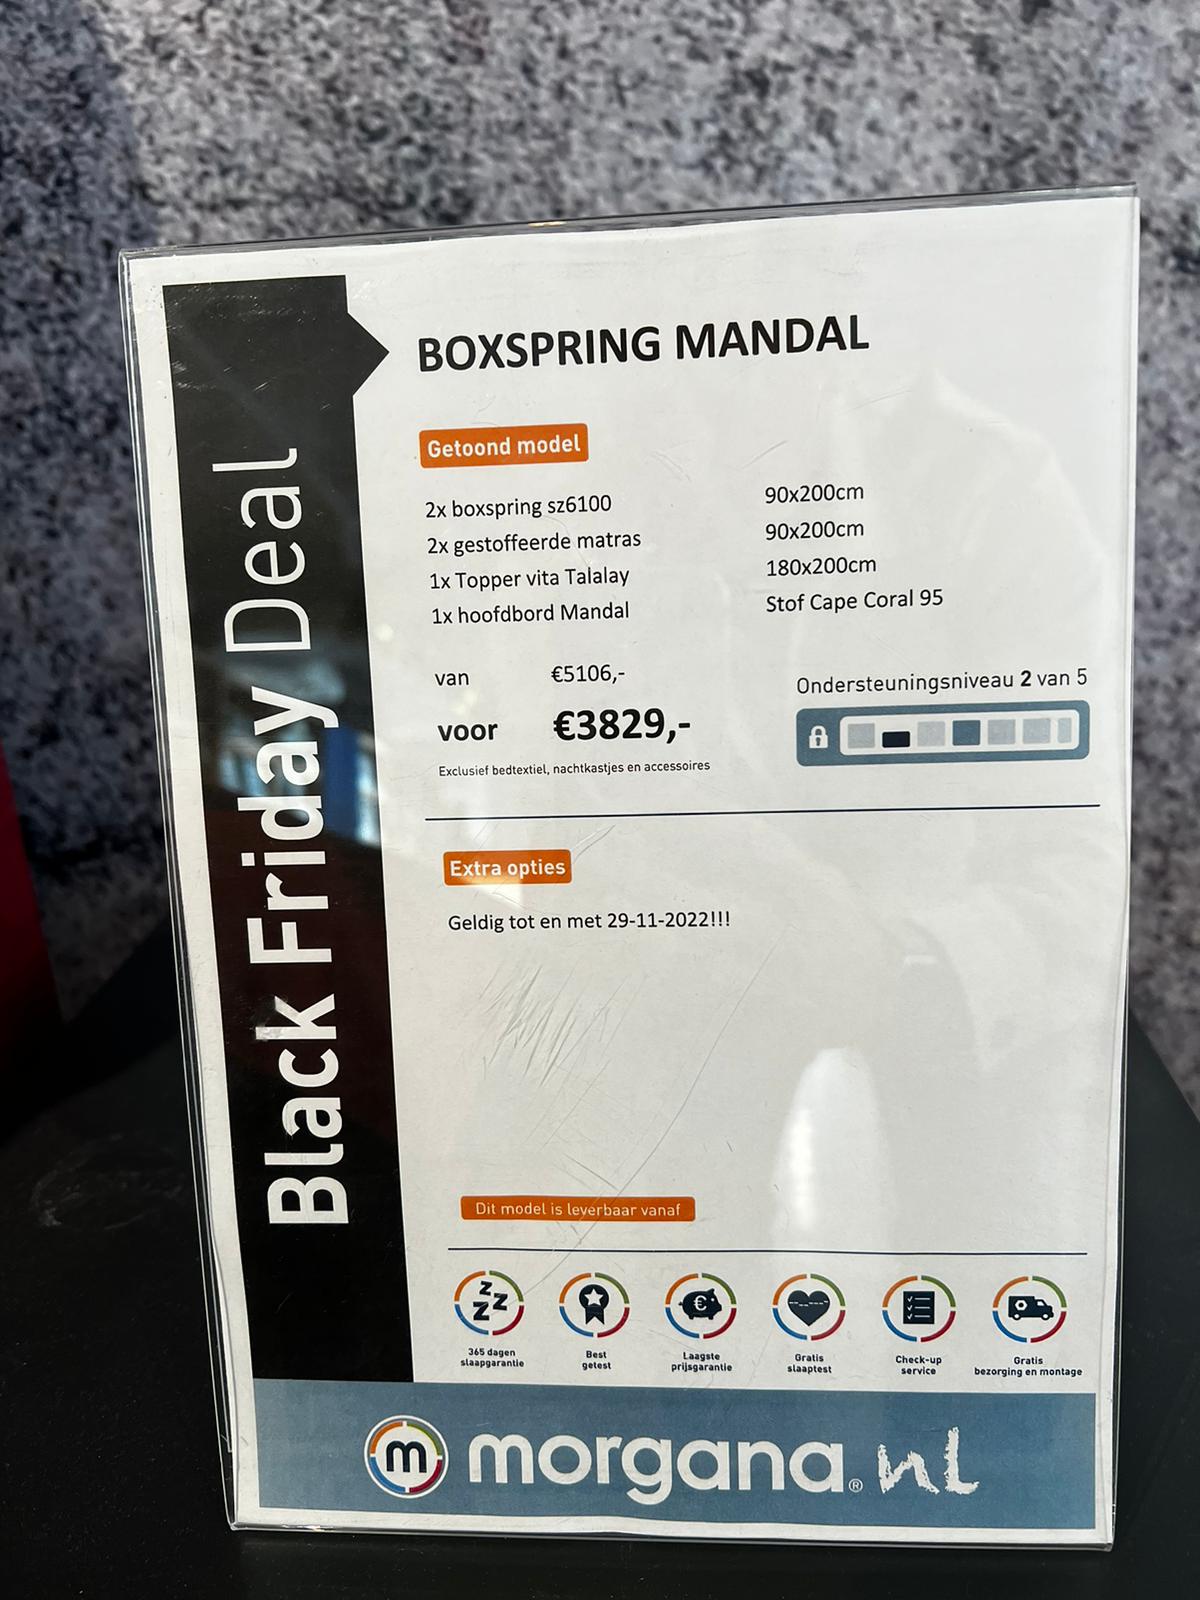 Black Friday Deal
BOXSPRING MANDAL
Getoond model
2x boxspring sz6100 90x200cm
2x gestoffeerde matras 90x200cm
1x Topper vita Talalay 180x200cm
1x hoofdbord Mandal Stof Cape Coral 95
van €5106,-
voor €3829,-
Exclusief bedtextiel, nachtkastjes en accessoires
Ondersteuningsniveau 2 van 5
Extra opties
Geldig tot en met 29-11-2022!!!
Dit model is leverbaar vanaf
z z z z
365 dagen
slaapgarantie
Best
getest
€
Laagste
prijsgarantie
Gratis
slaaptest
Check-up
service
Gratis
bezorging en montage
m morgana® nl